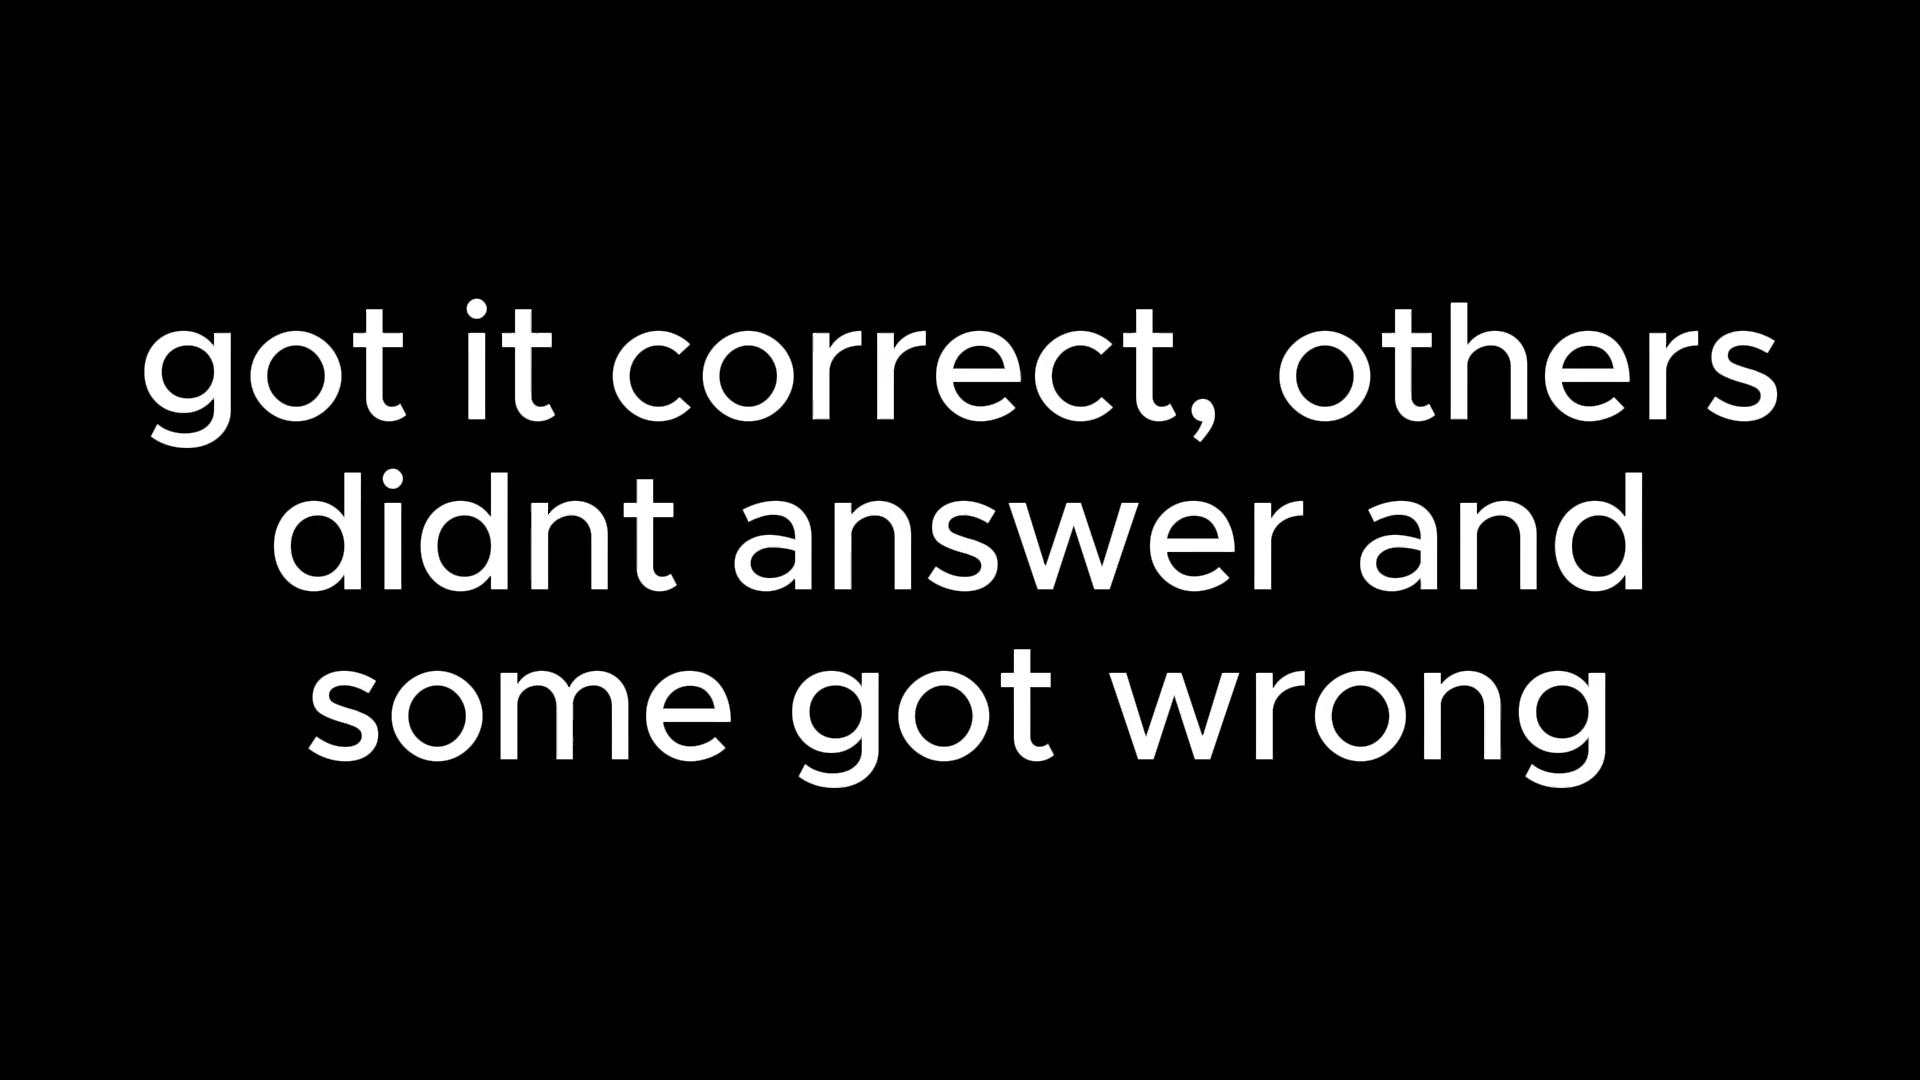 got it correct, others
didnt answer and
some got wrong